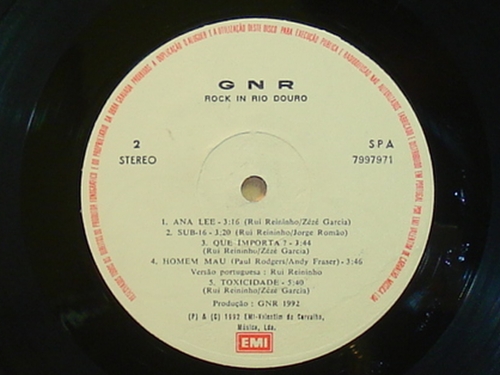 G N R
ROCK IN RIO DOURO
2
STEREO
SPA
7997971
1. ANA LEE - 3:16 (Rui Reininho/Zézé Garcia)
2. SUB-16 - 3:20 (Rui Reininho/Jorge Romão)
3. QUE IMPORTA? - 3:44
(Rui Reininho/Zézé Garcia)
4. HOMEM MAU (Paul Rodgers/Andy Fraser) - 3:46
Versão portuguesa : Rui Reininho
5. TOXICIDADE - 5:40
(Rui Reininho/Zézé Garcia)
Produção : GNR 1992
(P) & (C) 1992 EMI-Valentim de Carvalho,
Música, Lda.
EMI